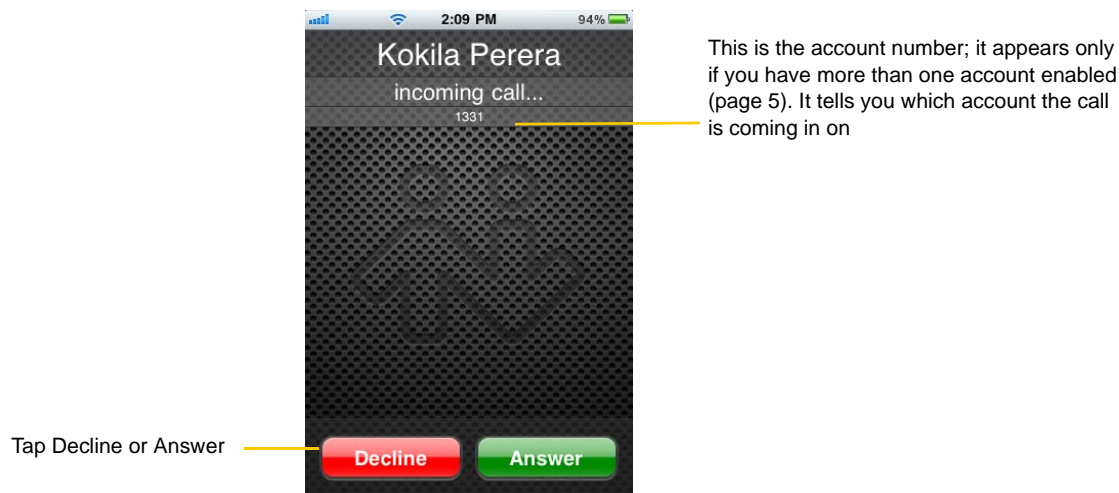 2:09 PM 94%
Kokila Perera
incoming call...
1331
This is the account number; it appears only
if you have more than one account enabled
(page 5). It tells you which account the call
is coming in on
Tap Decline or Answer
Decline Answer